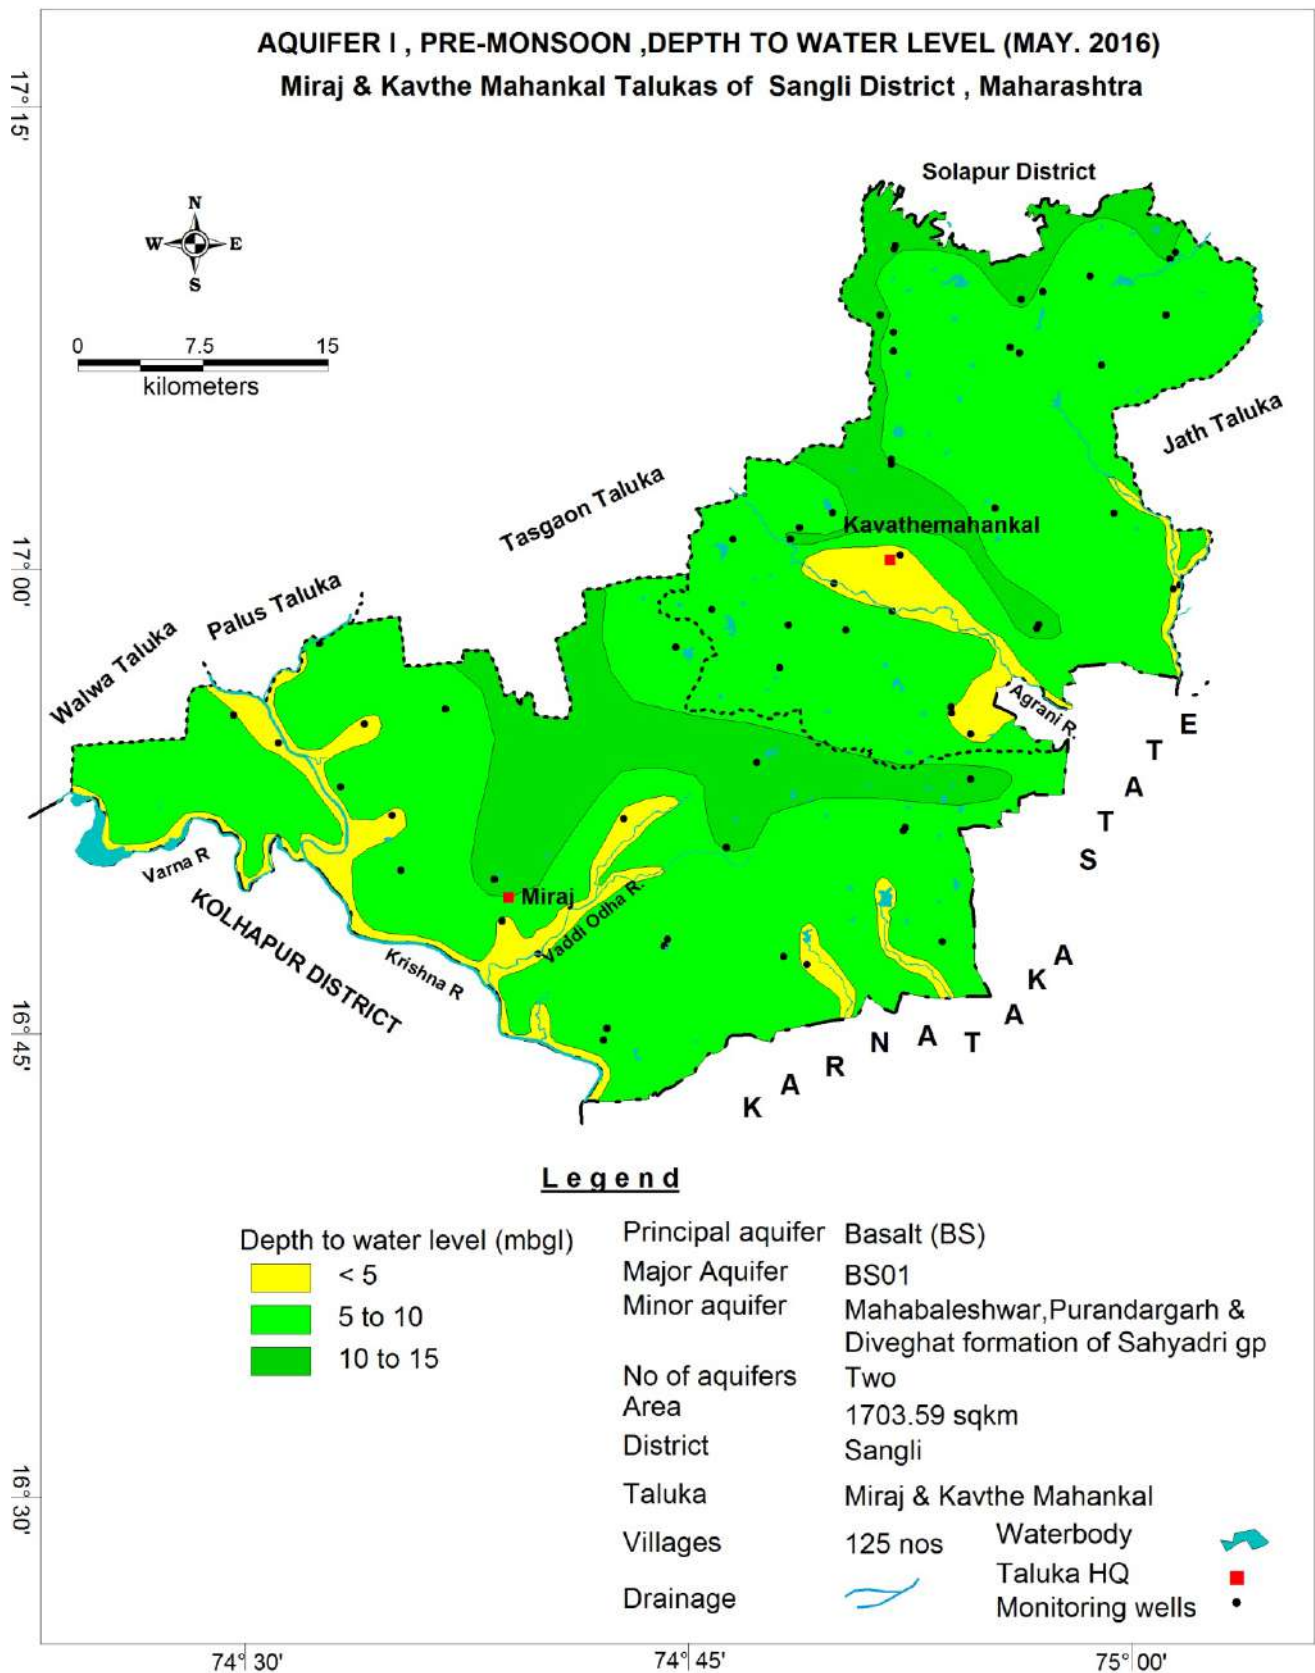 AQUIFER I , PRE-MONSOON ,DEPTH TO WATER LEVEL (MAY. 2016)
Miraj & Kavthe Mahankal Talukas of Sangli District , Maharashtra
17° 15'
Solapur District
N
W E
S
0 7.5 15
kilometers
Jath Taluka
Tasgaon Taluka
Kavathemahankal
17° 00'
Palus Taluka
Walwa Taluka
Agrani R.
Varna R
KOLHAPUR DISTRICT
Miraj
Vaddi Odha R.
Krishna R
KARNATAKA STATE
16° 45'
Legend
Depth to water level (mbgl)
< 5
5 to 10
10 to 15
Principal aquifer Basalt (BS)
Major Aquifer BS01
Minor aquifer Mahabaleshwar,Purandargarh &
Diveghat formation of Sahyadri gp
No of aquifers Two
Area 1703.59 sqkm
District Sangli
Taluka Miraj & Kavthe Mahankal
Villages 125 nos
Drainage
Waterbody
Taluka HQ
Monitoring wells
16° 30'
74° 30' 74° 45' 75° 00'